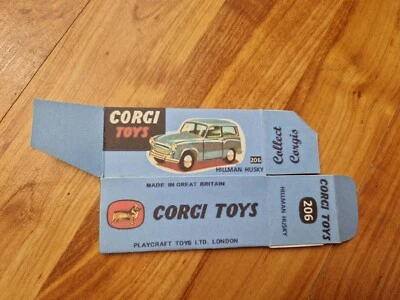 CORGI
TOYS
206
HILLMAN HUSKY
Collect
Corgis
MADE IN GREAT BRITAIN
CORGI TOYS
PLAYCRAFT TOYS LTD. LONDON
HILLMAN HUSKY
206
CORGI TOYS